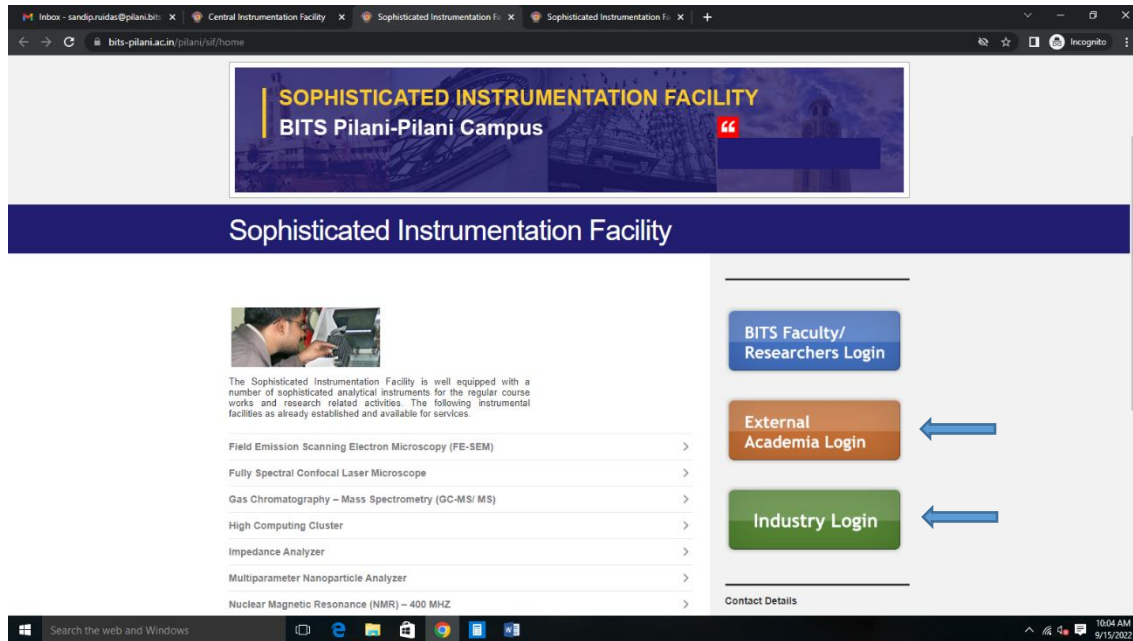 Inbox - sandip.ruidas@pilani.bits
Central Instrumentation Facility
Sophisticated Instrumentation Fa
Sophisticated Instrumentation Fa
bits-pilani.ac.in/pilani/sif/home
Incognito
SOPHISTICATED INSTRUMENTATION FACILITY
BITS Pilani-Pilani Campus
Sophisticated Instrumentation Facility
The Sophisticated Instrumentation Facility is well equipped with a
number of sophisticated analytical instruments for the regular course
works and research related activities. The following instrumental
facilities as already established and available for services.
Field Emission Scanning Electron Microscopy (FE-SEM)
Fully Spectral Confocal Laser Microscope
Gas Chromatography – Mass Spectrometry (GC-MS/ MS)
High Computing Cluster
Impedance Analyzer
Multiparameter Nanoparticle Analyzer
Nuclear Magnetic Resonance (NMR) – 400 MHZ
BITS Faculty/
Researchers Login
External
Academia Login
Industry Login
Contact Details
Search the web and Windows
10:04 AM
9/15/2022